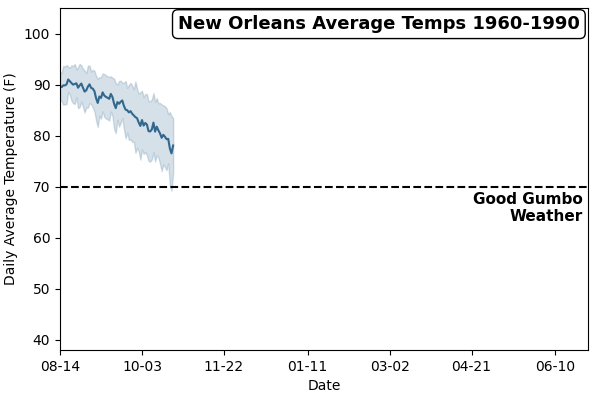 New Orleans Average Temps 1960-1990
Daily Average Temperature (F)
100
90
80
70
60
50
40
Good Gumbo
Weather
08-14
10-03
11-22
01-11
03-02
04-21
06-10
Date